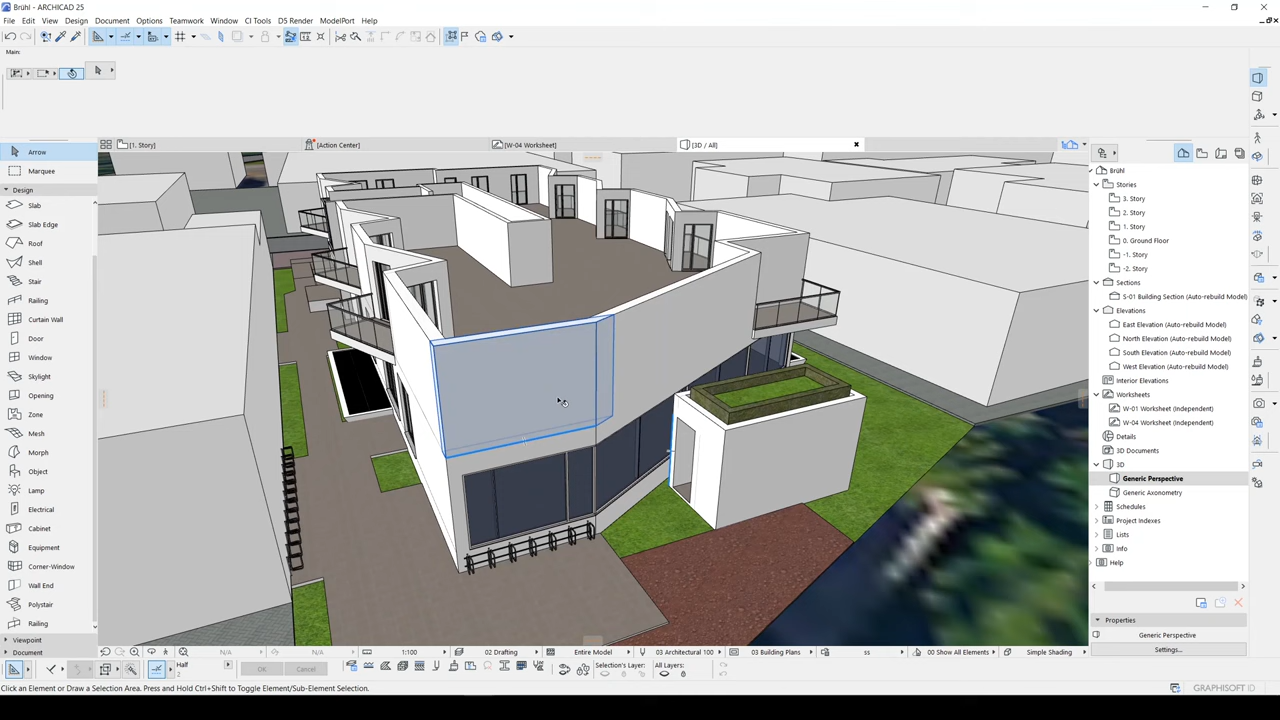 Brühl - ARCHICAD 25
File Edit View Design Document Options Teamwork Window CI Tools D5 Render ModelPort Help
Main:
[1. Story]
[Action Center]
[W-04 Worksheet]
[3D / All]
Arrow
Marquee
Design
Slab
Slab Edge
Roof
Shell
Stair
Railing
Curtain Wall
Door
Window
Skylight
Opening
Zone
Mesh
Morph
Object
Lamp
Electrical
Cabinet
Equipment
Corner-Window
Wall End
Polystair
Railing
Viewpoint
Document
Brühl
Stories
3. Story
2. Story
1. Story
0. Ground Floor
-1. Story
-2. Story
Sections
S-01 Building Section (Auto-rebuild Model)
Elevations
East Elevation (Auto-rebuild Model)
North Elevation (Auto-rebuild Model)
South Elevation (Auto-rebuild Model)
West Elevation (Auto-rebuild Model)
Interior Elevations
Worksheets
W-01 Worksheet (Independent)
W-04 Worksheet (Independent)
Details
3D Documents
3D
Generic Perspective
Generic Axonometry
Schedules
Project Indexes
Lists
Info
Help
Properties
Generic Perspective
Settings...
N/A N/A 1:100 02 Drafting Entire Model 03 Architectural 100 03 Building Plans ss 00 Show All Elements Simple Shading
Half
2
OK Cancel
Selection's Layer:
All Layers:
Click an Element or Draw a Selection Area. Press and Hold Ctrl+Shift to Toggle Element/Sub-Element Selection.
GRAPHISOFT ID